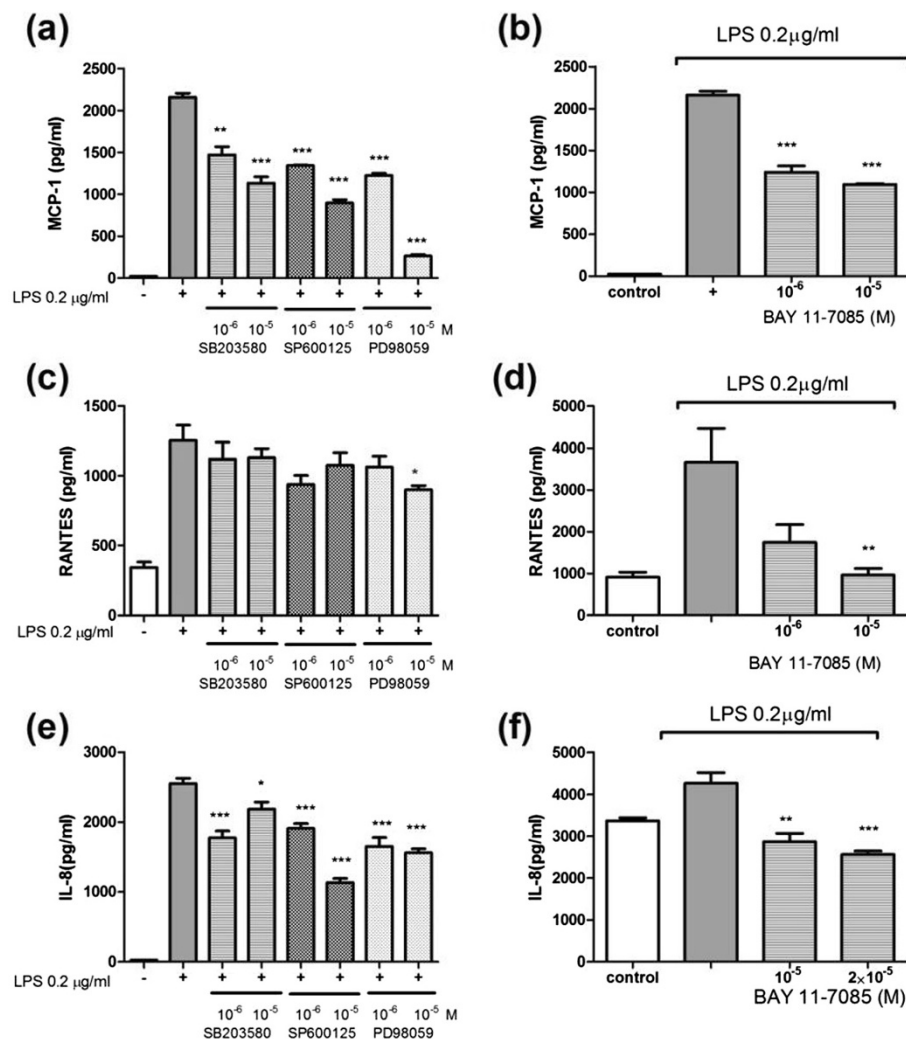 (a)
MCP-1 (pg/ml)
2500
2000
1500
1000
500
0
** *** *** *** *** ***
LPS 0.2 μg/ml - + + + + + + +
10⁻⁶ 10⁻⁵ 10⁻⁶ 10⁻⁵ 10⁻⁶ 10⁻⁵ M
SB203580 SP600125 PD98059
(b)
LPS 0.2μg/ml
MCP-1 (pg/ml)
2500
2000
1500
1000
500
0
*** ***
control + 10⁻⁶ 10⁻⁵
BAY 11-7085 (M)
(c)
RANTES (pg/ml)
1500
1000
500
0
*
LPS 0.2 μg/ml - + + + + + + +
10⁻⁶ 10⁻⁵ 10⁻⁶ 10⁻⁵ 10⁻⁶ 10⁻⁵ M
SB203580 SP600125 PD98059
(d)
LPS 0.2μg/ml
RANTES (pg/ml)
5000
4000
3000
2000
1000
0
**
control 10⁻⁶ 10⁻⁵
BAY 11-7085 (M)
(e)
IL-8(pg/ml)
3000
2000
1000
0
*** * *** *** *** ***
LPS 0.2 μg/ml - + + + + + + +
10⁻⁶ 10⁻⁵ 10⁻⁶ 10⁻⁵ 10⁻⁶ 10⁻⁵ M
SB203580 SP600125 PD98059
(f)
LPS 0.2μg/ml
IL-8(pg/ml)
5000
4000
3000
2000
1000
0
** ***
control 10⁻⁵ 2×10⁻⁵
BAY 11-7085 (M)